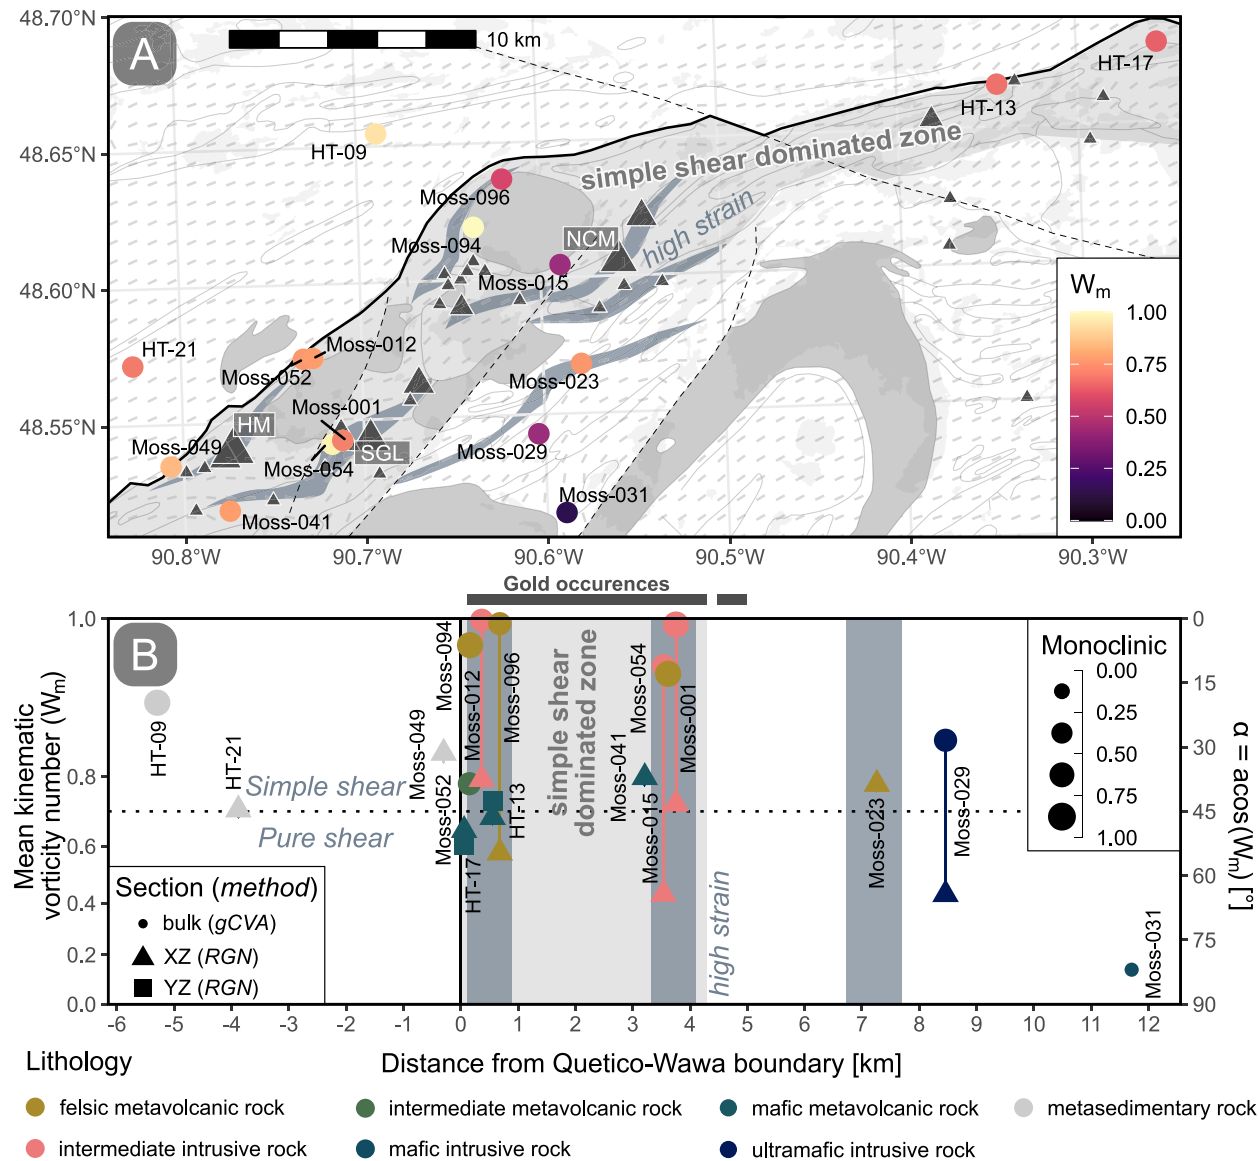 48.70°N
A
10 km
HT-17
HT-13
HT-09
48.65°N
simple shear dominated zone
Moss-096
high strain
NCM
Moss-094
Moss-015
48.60°N
W_m
1.00
0.75
0.50
0.25
0.00
HT-21
Moss-012
Moss-052
Moss-023
Moss-001
HM
48.55°N
Moss-049
SGL
Moss-029
Moss-054
Moss-031
Moss-041
90.8°W 90.7°W 90.6°W 90.5°W 90.4°W 90.3°W
Gold occurences
B
Mean kinematic
vorticity number (W_m)
1.0
0.8
0.6
0.4
0.2
0.0
HT-09
HT-21
Simple shear
Pure shear
Moss-049
Moss-094
Moss-052
Moss-012
HT-17
Moss-096
HT-13
simple shear
dominated zone
Moss-041
Moss-054
Moss-015
Moss-001
high strain
Moss-023
Moss-029
Moss-031
Monoclinic
0.00
0.25
0.50
0.75
1.00
0
15
30
45
60
75
90
α = acos(W_m) [°]
Section (method)
bulk (gCVA)
XZ (RGN)
YZ (RGN)
-6 -5 -4 -3 -2 -1 0 1 2 3 4 5 6 7 8 9 10 11 12
Distance from Quetico-Wawa boundary [km]
Lithology
felsic metavolcanic rock
intermediate metavolcanic rock
mafic metavolcanic rock
metasedimentary rock
intermediate intrusive rock
mafic intrusive rock
ultramafic intrusive rock